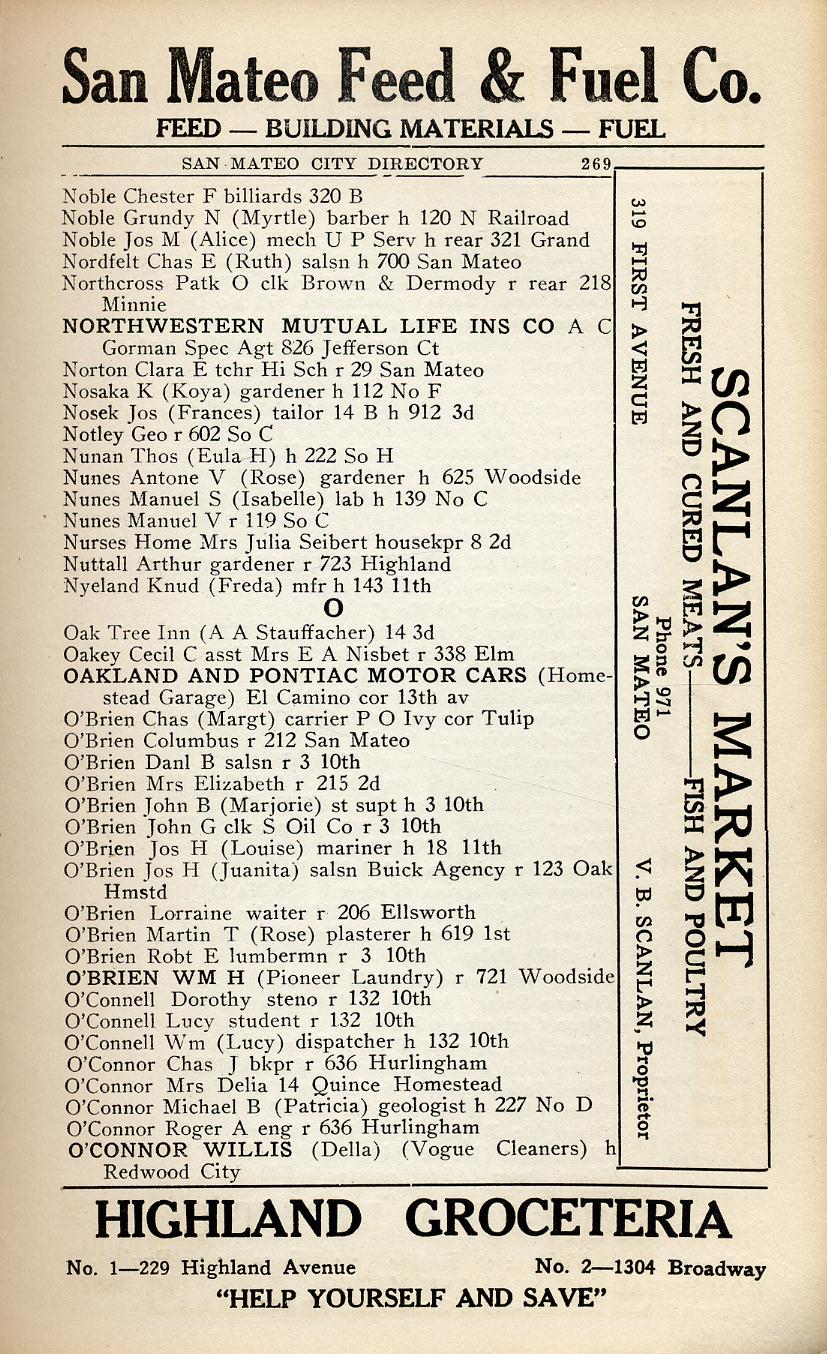 San Mateo Feed & Fuel Co.
FEED — BUILDING MATERIALS — FUEL
SAN MATEO CITY DIRECTORY 269
Noble Chester F billiards 320 B
Noble Grundy N (Myrtle) barber h 120 N Railroad
Noble Jos M (Alice) mech U P Serv h rear 321 Grand
Nordfelt Chas E (Ruth) salsn h 700 San Mateo
Northcross Patk O clk Brown & Dermody r rear 218
Minnie
NORTHWESTERN MUTUAL LIFE INS CO A C
Gorman Spec Agt 826 Jefferson Ct
Norton Clara E tchr Hi Sch r 29 San Mateo
Nosaka K (Koya) gardener h 112 No F
Nosek Jos (Frances) tailor 14 B h 912 3d
Notley Geo r 602 So C
Nunan Thos (Eula H) h 222 So H
Nunes Antone V (Rose) gardener h 625 Woodside
Nunes Manuel S (Isabelle) lab h 139 No C
Nunes Manuel V r 119 So C
Nurses Home Mrs Julia Seibert housekpr 8 2d
Nuttall Arthur gardener r 723 Highland
Nyeland Knud (Freda) mfr h 143 11th
O
Oak Tree Inn (A A Stauffacher) 14 3d
Oakey Cecil C asst Mrs E A Nisbet r 338 Elm
OAKLAND AND PONTIAC MOTOR CARS (Home-
stead Garage) El Camino cor 13th av
O'Brien Chas (Margt) carrier P O Ivy cor Tulip
O'Brien Columbus r 212 San Mateo
O'Brien Danl B salsn r 3 10th
O'Brien Mrs Elizabeth r 215 2d
O'Brien John B (Marjorie) st supt h 3 10th
O'Brien John G clk S Oil Co r 3 10th
O'Brien Jos H (Louise) mariner h 18 11th
O'Brien Jos H (Juanita) salsn Buick Agency r 123 Oak
Hmstd
O'Brien Lorraine waiter r 206 Ellsworth
O'Brien Martin T (Rose) plasterer h 619 1st
O'Brien Robt E lumbermn r 3 10th
O'BRIEN WM H (Pioneer Laundry) r 721 Woodside
O'Connell Dorothy steno r 132 10th
O'Connell Lucy student r 132 10th
O'Connell Wm (Lucy) dispatcher h 132 10th
O'Connor Chas J bkpr r 636 Hurlingham
O'Connor Mrs Delia 14 Quince Homestead
O'Connor Michael B (Patricia) geologist h 227 No D
O'Connor Roger A eng r 636 Hurlingham
O'CONNOR WILLIS (Della) (Vogue Cleaners) h
Redwood City
SCANLAN'S MARKET
FRESH AND CURED MEATS——FISH AND POULTRY
Phone 971
319 FIRST AVENUE SAN MATEO V. B. SCANLAN, Proprietor
HIGHLAND GROCETERIA
No. 1—229 Highland Avenue No. 2—1304 Broadway
"HELP YOURSELF AND SAVE"